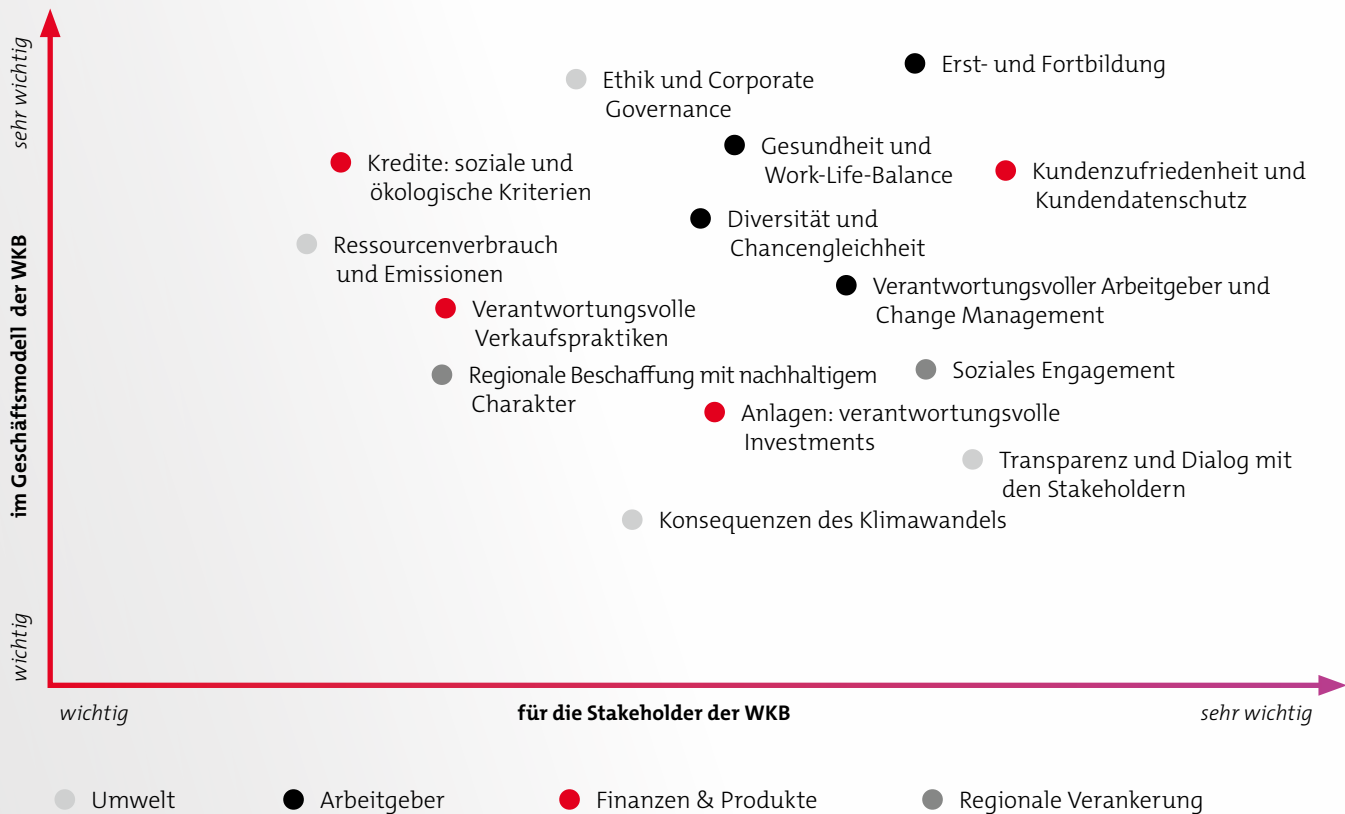 sehr wichtig
im Geschäftsmodell der WKB
wichtig
Erst- und Fortbildung
Ethik und Corporate
Governance
Gesundheit und
Work-Life-Balance
Kredite: soziale und
ökologische Kriterien
Kundenzufriedenheit und
Kundendatenschutz
Diversität und
Chancengleichheit
Ressourcenverbrauch
und Emissionen
Verantwortungsvoller Arbeitgeber und
Change Management
Verantwortungsvolle
Verkaufspraktiken
Soziales Engagement
Regionale Beschaffung mit nachhaltigem
Charakter
Anlagen: verantwortungsvolle
Investments
Transparenz und Dialog mit
den Stakeholdern
Konsequenzen des Klimawandels
wichtig
für die Stakeholder der WKB
sehr wichtig
Umwelt
Arbeitgeber
Finanzen & Produkte
Regionale Verankerung